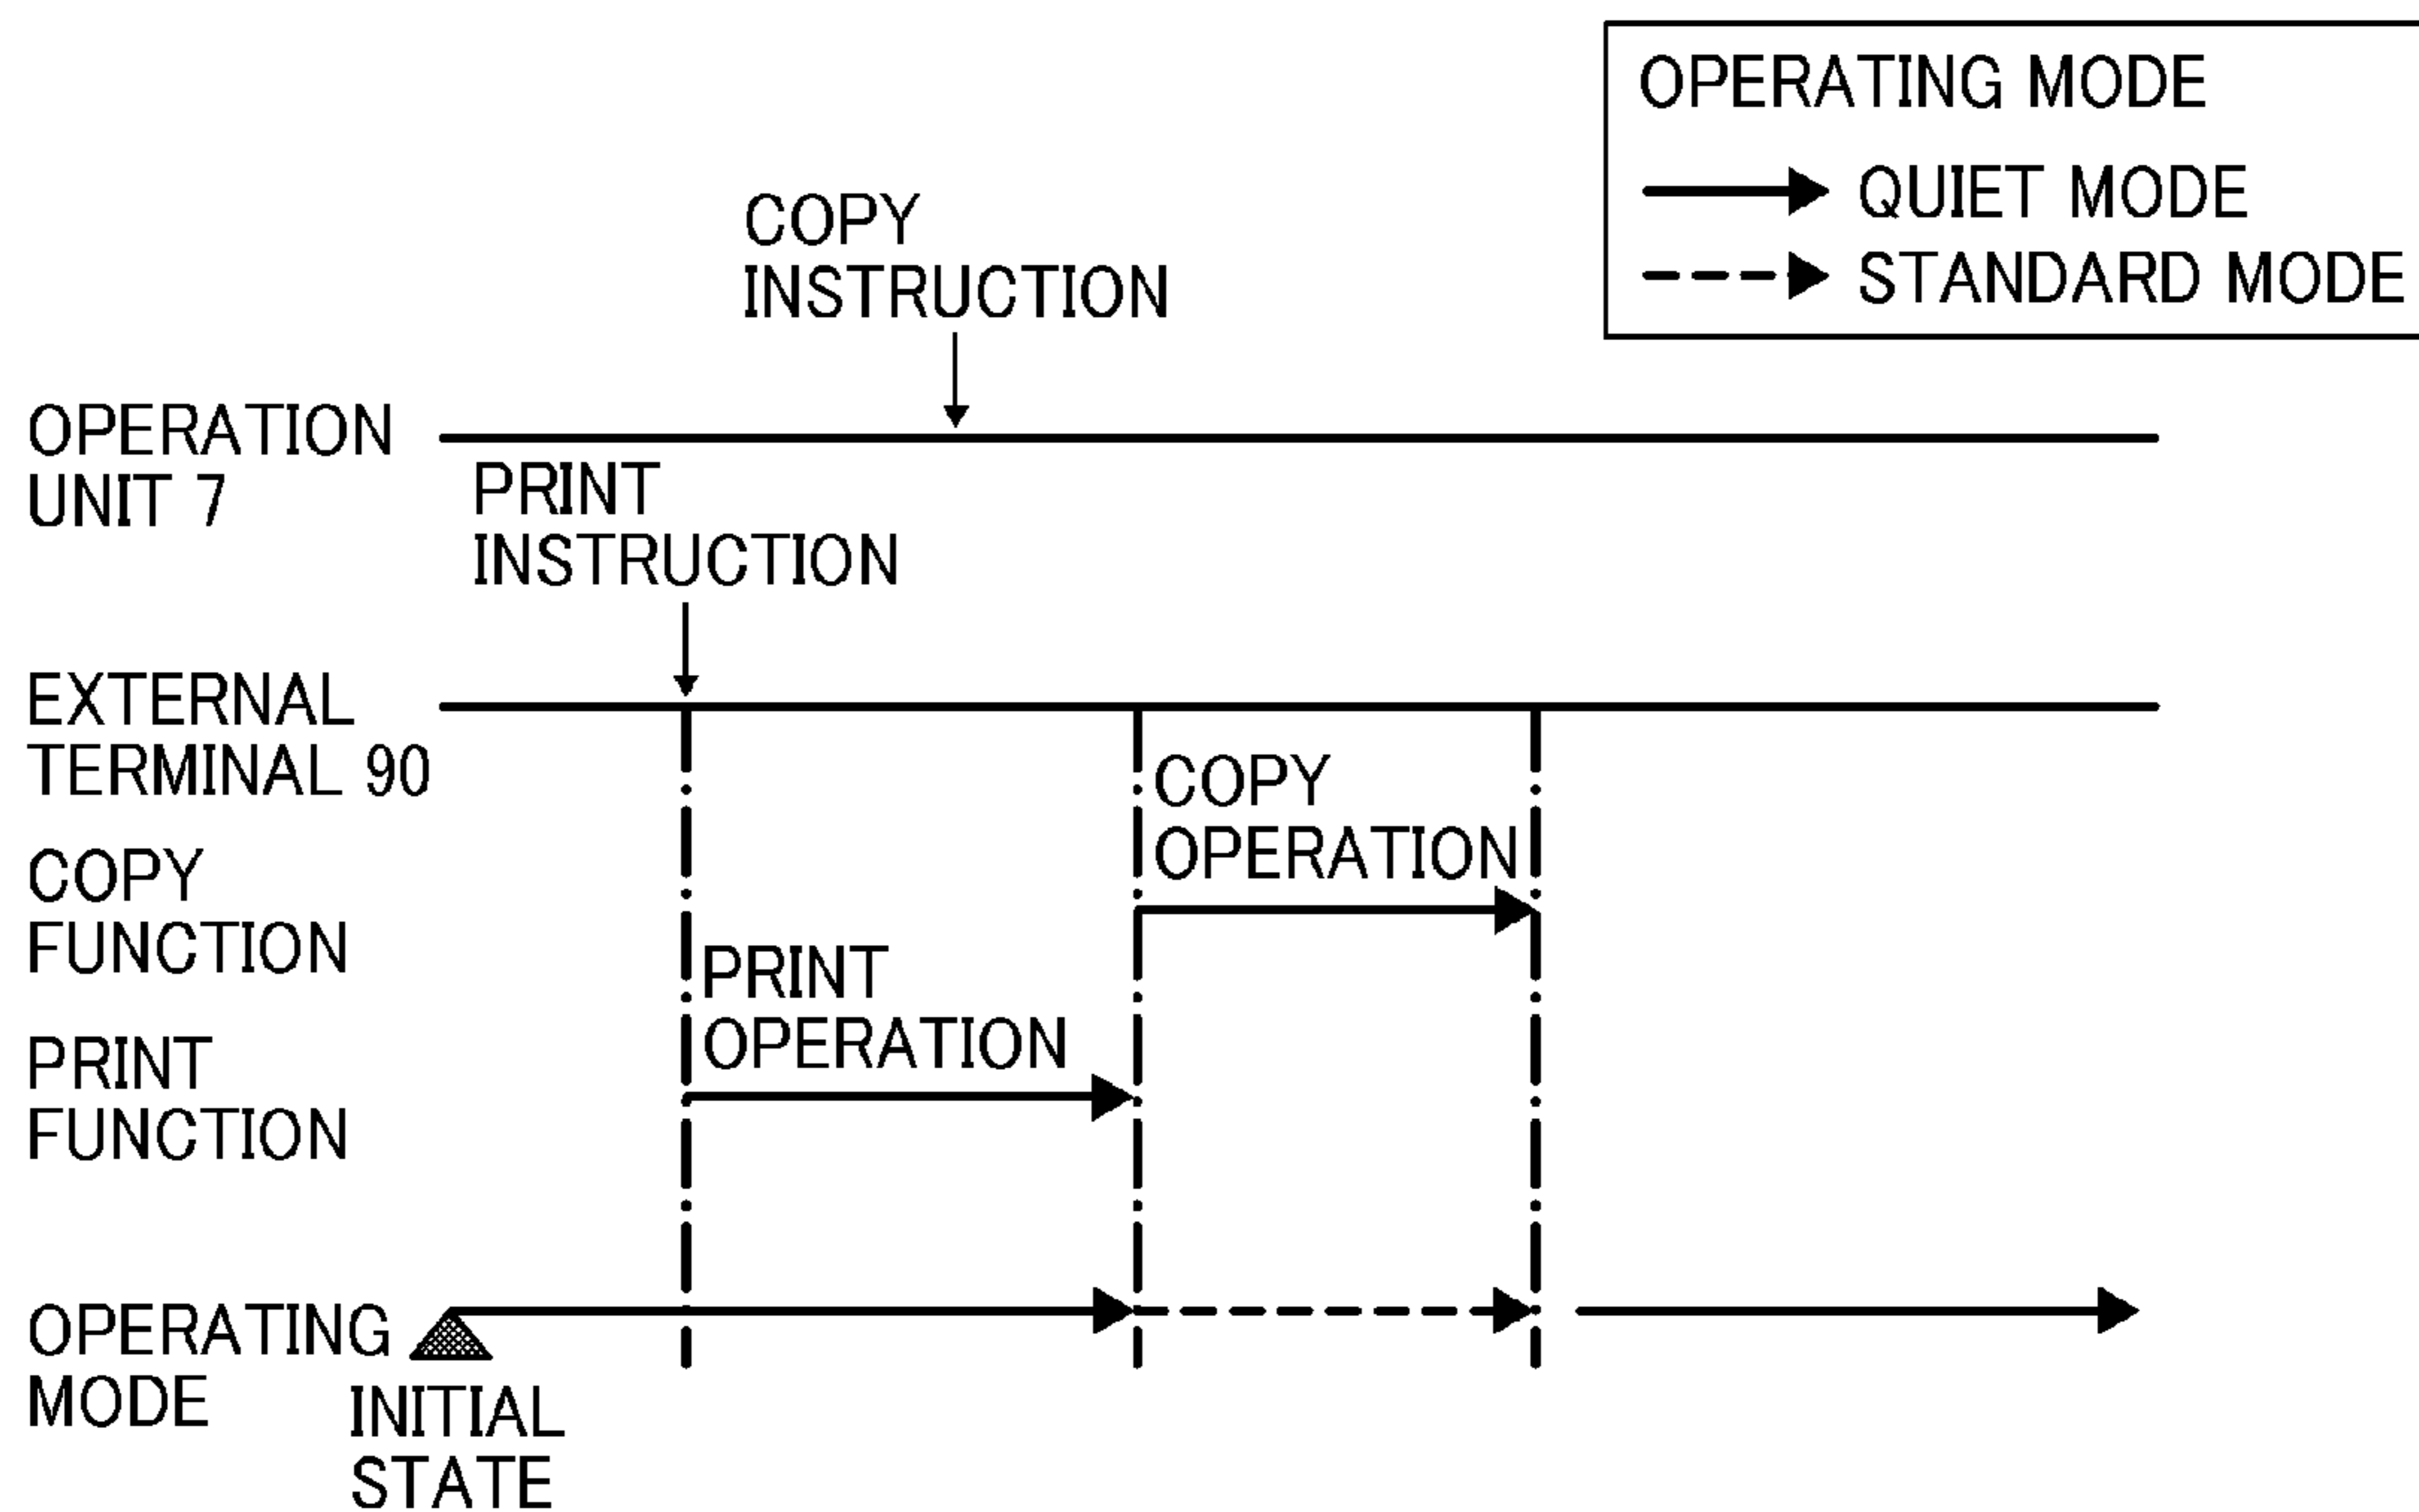 OPERATING MODE
QUIET MODE
STANDARD MODE
COPY
INSTRUCTION
OPERATION
UNIT 7
PRINT
INSTRUCTION
EXTERNAL
TERMINAL 90
COPY
OPERATION
COPY
FUNCTION
PRINT
OPERATION
PRINT
FUNCTION
OPERATING
MODE
INITIAL
STATE